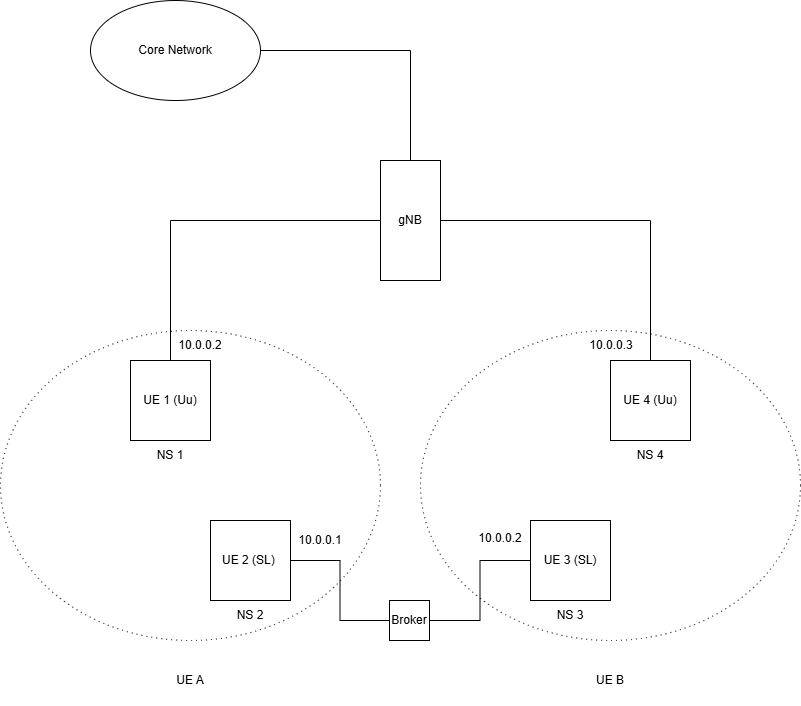 Core Network
gNB
10.0.0.2
10.0.0.3
UE 1 (Uu)
UE 4 (Uu)
NS 1
NS 4
10.0.0.1
10.0.0.2
UE 2 (SL)
UE 3 (SL)
NS 2
Broker
NS 3
UE A
UE B